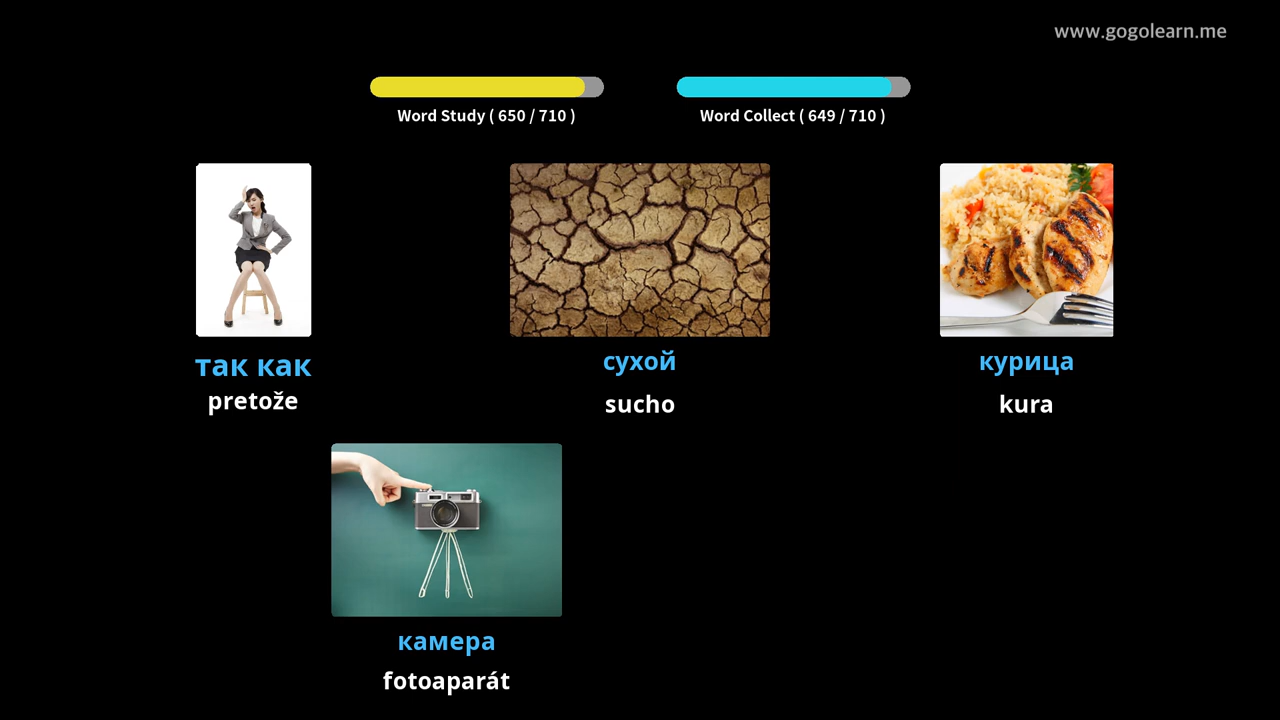 www.gogolearn.me
Word Study ( 650 / 710 )
Word Collect ( 649 / 710 )
так как
pretože
сухой
sucho
курица
kura
камера
fotoaparát